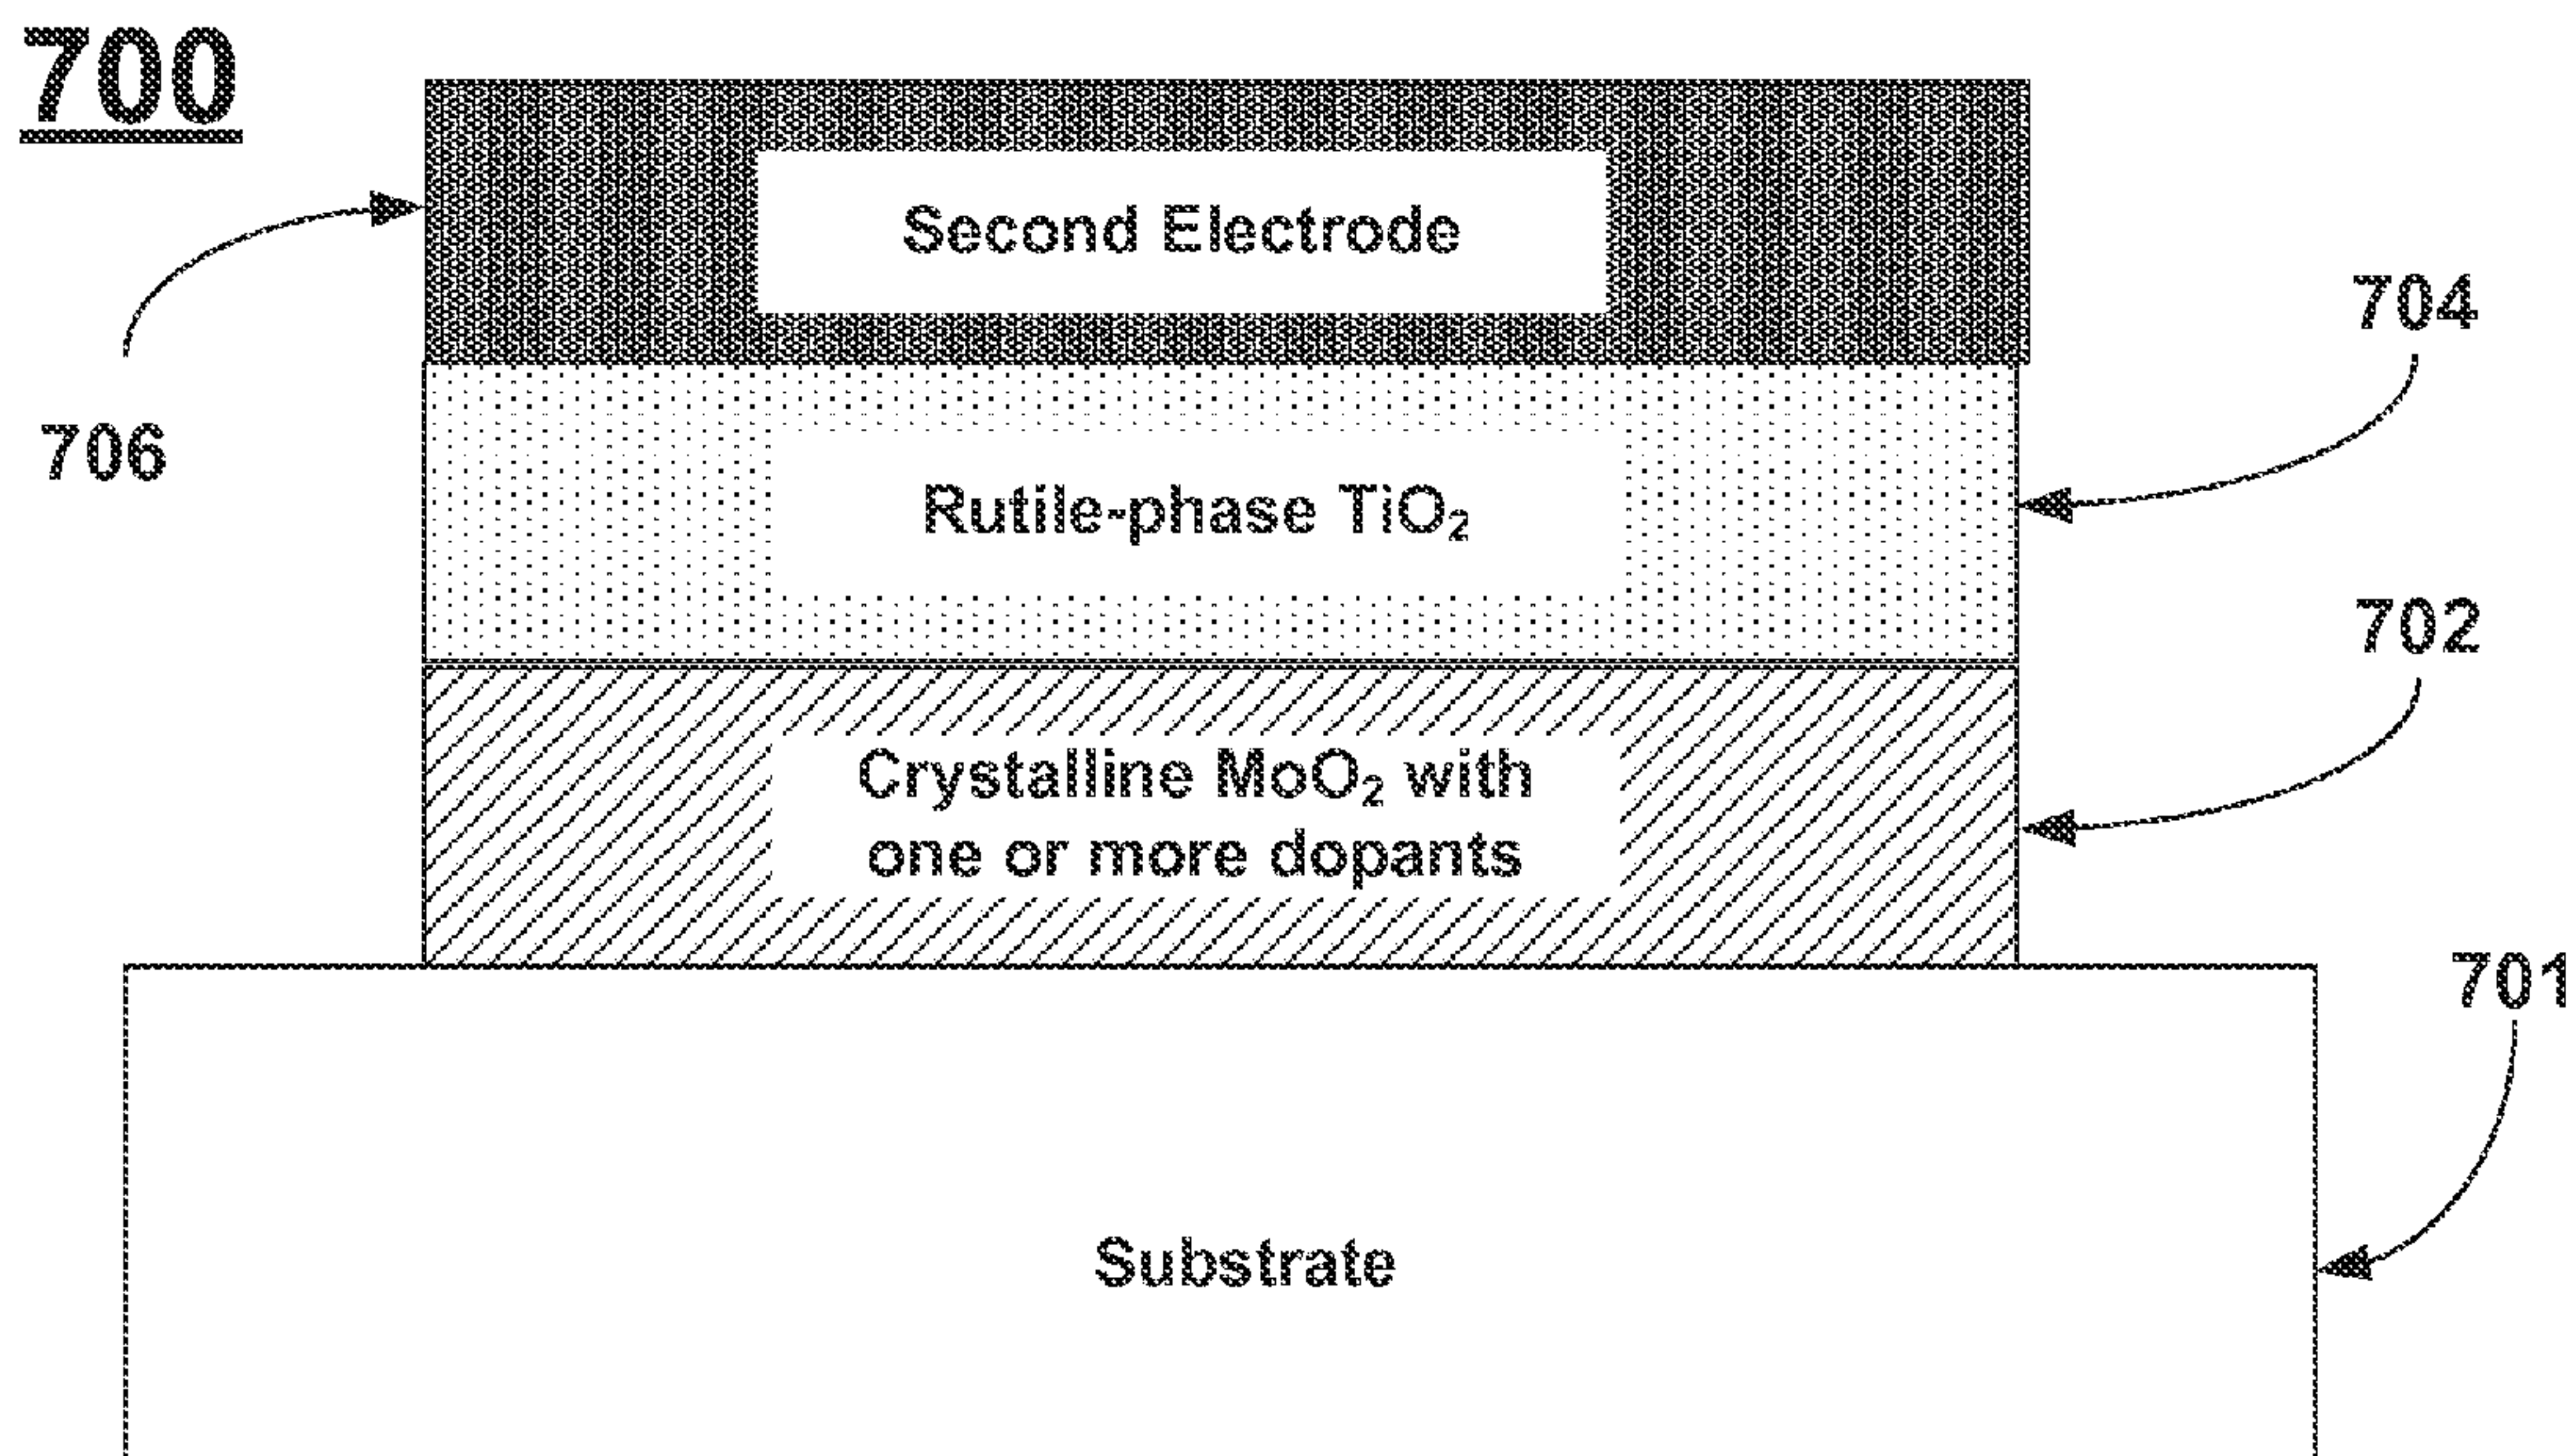 700
Second Electrode
704
706
Rutile-phase TiO₂
702
Crystalline MoO₂ with
one or more dopants
701
Substrate